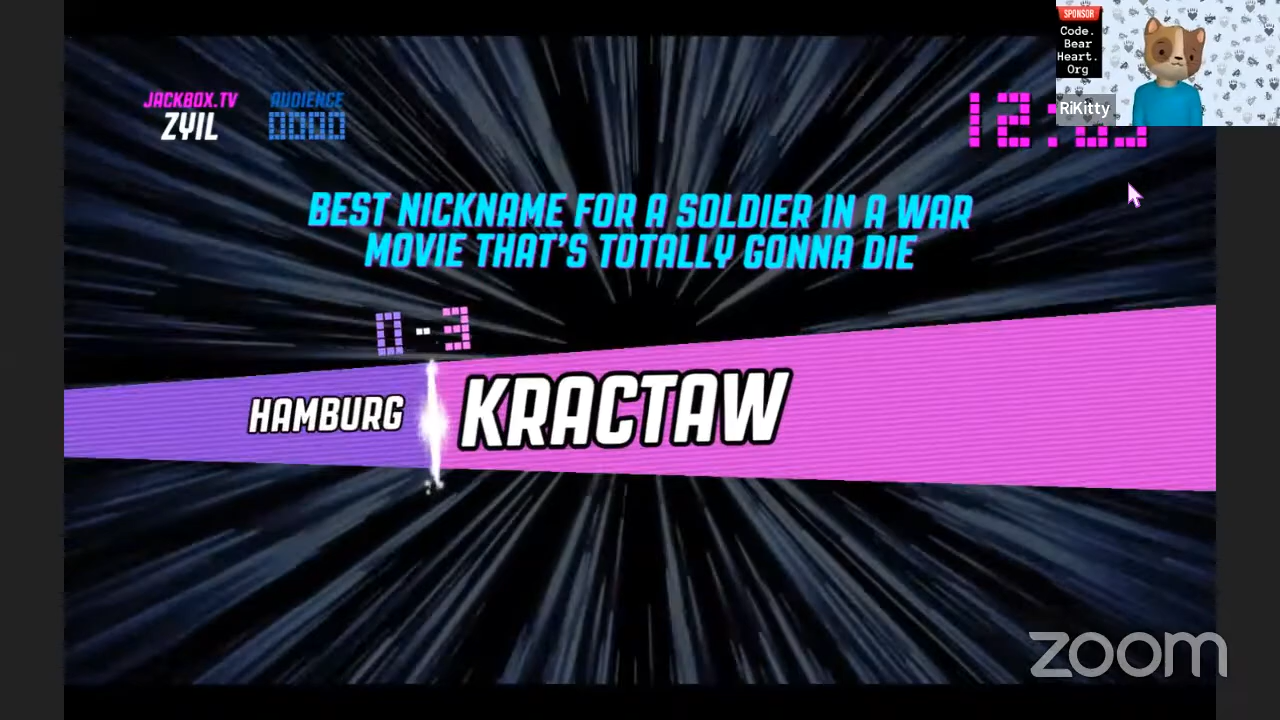 SPONSOR
Code.
Bear
Heart.
Org
RiKitty
JACKBOX.TV
ZYIL
AUDIENCE
0000
BEST NICKNAME FOR A SOLDIER IN A WAR
MOVIE THAT'S TOTALLY GONNA DIE
0-3
HAMBURG
KRACTAW
zoom